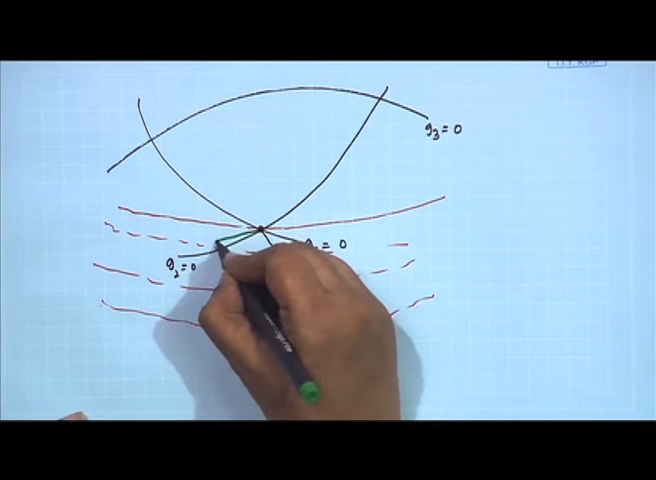 g₃ = 0
g₂ = 0
= 0